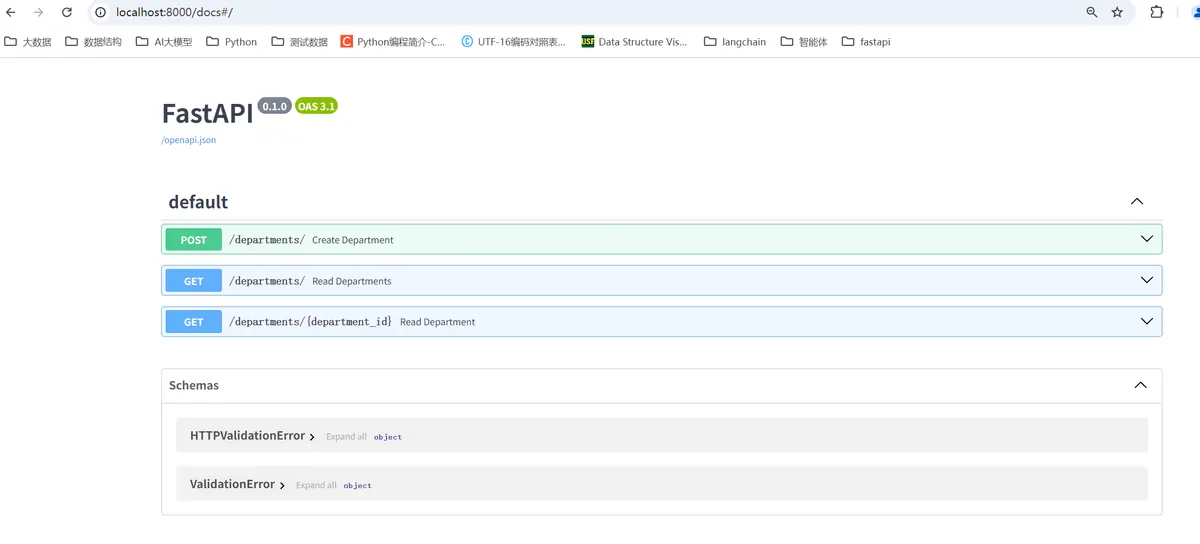 localhost:8000/docs#/
大数据 数据结构 AI大模型 Python 测试数据 Python编程简介-C... UTF-16编码对照表... Data Structure Vis... langchain 智能体 fastapi
FastAPI 0.1.0 OAS 3.1
/openapi.json
default
POST /departments/ Create Department
GET /departments/ Read Departments
GET /departments/{department_id} Read Department
Schemas
HTTPValidationError Expand all object
ValidationError Expand all object